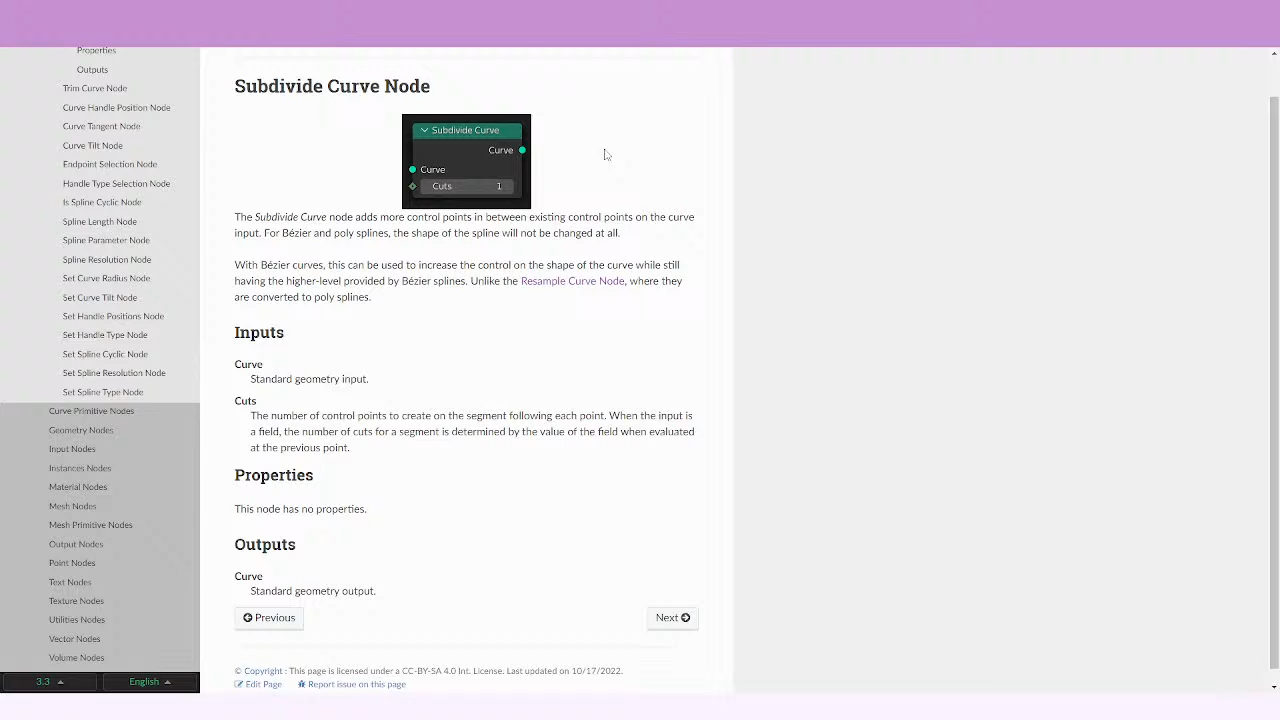 Properties
Outputs
Trim Curve Node
Curve Handle Position Node
Curve Tangent Node
Curve Tilt Node
Endpoint Selection Node
Handle Type Selection Node
Is Spline Cyclic Node
Spline Length Node
Spline Parameter Node
Spline Resolution Node
Set Curve Radius Node
Set Curve Tilt Node
Set Handle Positions Node
Set Handle Type Node
Set Spline Cyclic Node
Set Spline Resolution Node
Set Spline Type Node
Curve Primitive Nodes
Geometry Nodes
Input Nodes
Instances Nodes
Material Nodes
Mesh Nodes
Mesh Primitive Nodes
Output Nodes
Point Nodes
Text Nodes
Texture Nodes
Utilities Nodes
Vector Nodes
Volume Nodes
3.3
English
Subdivide Curve Node
Subdivide Curve
Curve
Curve
Cuts 1
The Subdivide Curve node adds more control points in between existing control points on the curve
input. For Bézier and poly splines, the shape of the spline will not be changed at all.
With Bézier curves, this can be used to increase the control on the shape of the curve while still
having the higher-level provided by Bézier splines. Unlike the Resample Curve Node, where they
are converted to poly splines.
Inputs
Curve
Standard geometry input.
Cuts
The number of control points to create on the segment following each point. When the input is
a field, the number of cuts for a segment is determined by the value of the field when evaluated
at the previous point.
Properties
This node has no properties.
Outputs
Curve
Standard geometry output.
Previous
Next
© Copyright : This page is licensed under a CC-BY-SA 4.0 Int. License. Last updated on 10/17/2022.
Edit Page
Report issue on this page